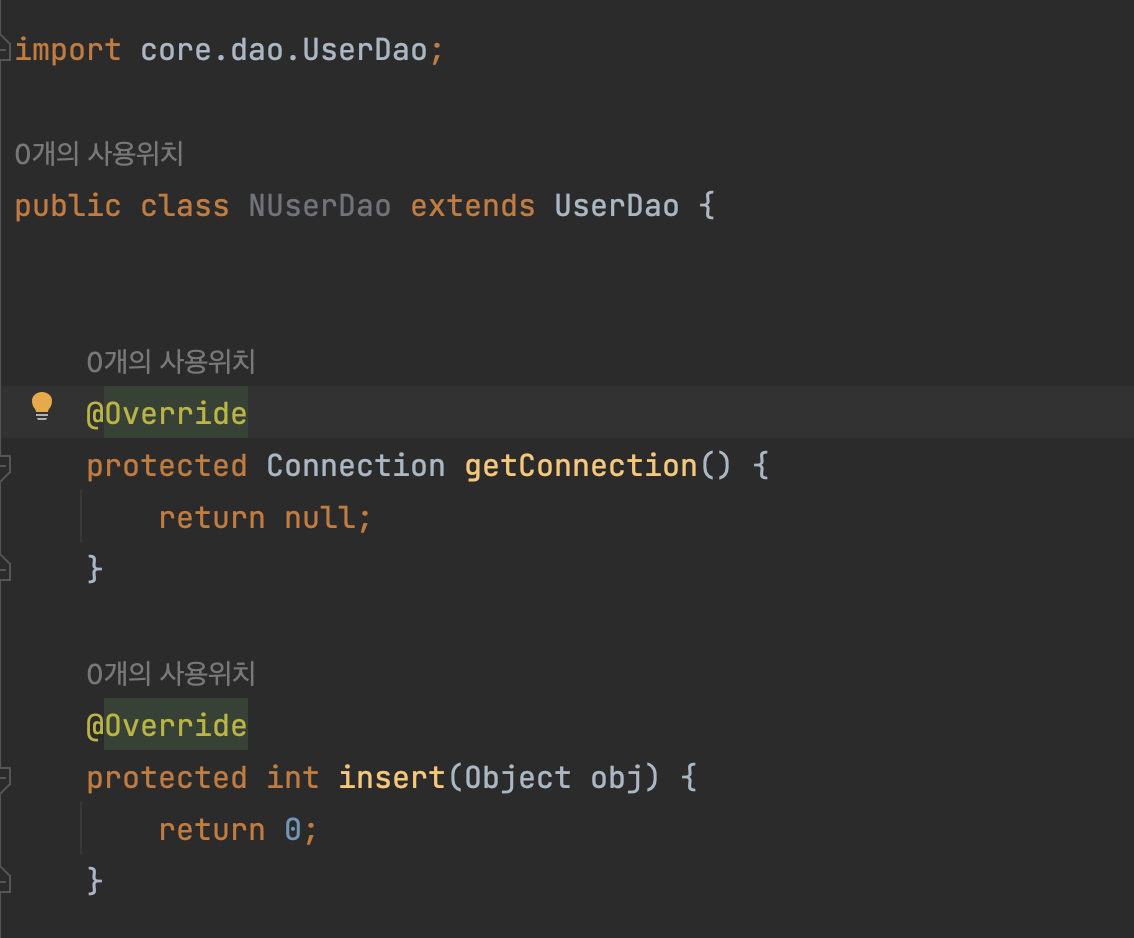 import core.dao.UserDao;
0개의 사용위치
public class NUserDao extends UserDao {
0개의 사용위치
@Override
protected Connection getConnection() {
return null;
}
0개의 사용위치
@Override
protected int insert(Object obj) {
return 0;
}